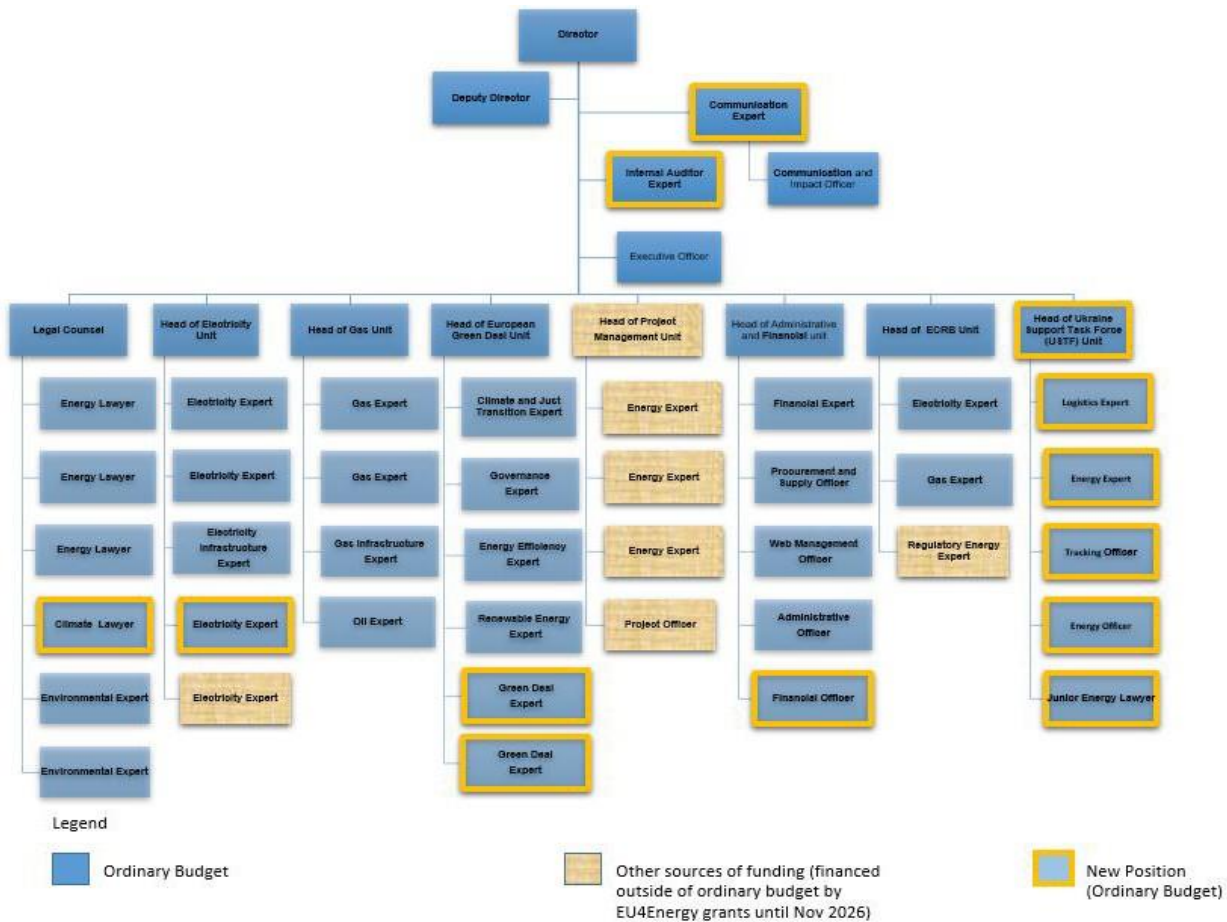 Director
Deputy Director
Communication
Expert
Internal Auditor
Expert
Communication and
Impact Officer
Executive Officer
Legal Counsel
Head of Electricity
Unit
Head of Gas Unit
Head of European
Green Deal Unit
Head of Project
Management Unit
Head of Administrative
and Financial unit
Head of ECRB Unit
Head of Ukraine
Support Task Force
(USTF) Unit
Energy Lawyer
Electricity Expert
Gas Expert
Climate and Just
Transition Expert
Energy Expert
Financial Expert
Electricity Expert
Logistics Expert
Energy Lawyer
Electricity Expert
Gas Expert
Governance
Expert
Energy Expert
Procurement and
Supply Officer
Gas Expert
Energy Expert
Energy Lawyer
Electricity
Infrastructure
Expert
Gas Infrastructure
Expert
Energy Efficiency
Expert
Energy Expert
Web Management
Officer
Regulatory Energy
Expert
Tracking Officer
Climate Lawyer
Electricity Expert
Oil Expert
Renewable Energy
Expert
Project Officer
Administrative
Officer
Energy Officer
Environmental Expert
Electricity Expert
Green Deal
Expert
Financial Officer
Junior Energy Lawyer
Environmental Expert
Green Deal
Expert
Legend
Ordinary Budget
Other sources of funding (financed
outside of ordinary budget by
EU4Energy grants until Nov 2026)
New Position
(Ordinary Budget)